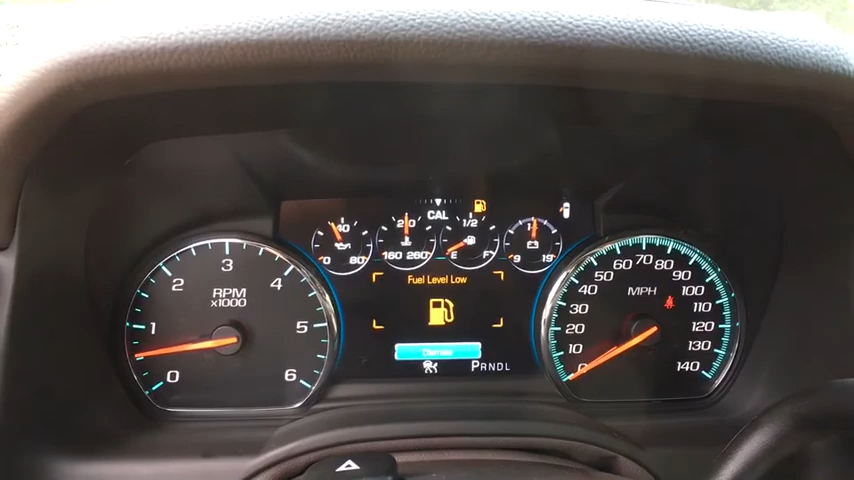 CAL
40
0 80
210
160 260
1/2
E F
9 19
Fuel Level Low
Dismiss
PRNDL
RPM
x1000
0 1 2 3 4 5 6
MPH
0 10 20 30 40 50 60 70 80 90 100 110 120 130 140